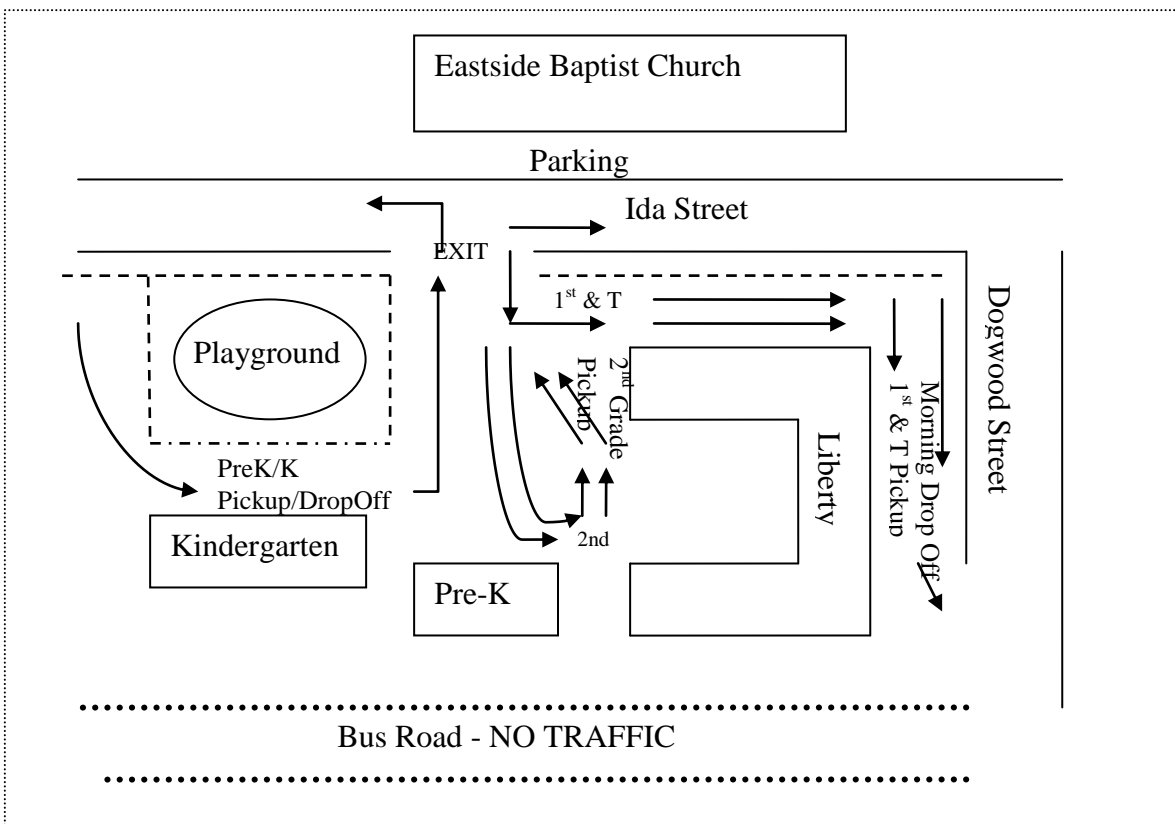 Eastside Baptist Church
Parking
Ida Street
EXIT
1st & T
Playground
2nd Grade
Pickup
PreK/K
Pickup/DropOff
Kindergarten
2nd
Pre-K
Liberty
Morning Drop Off
1st & T Pickup
Dogwood Street
Bus Road - NO TRAFFIC